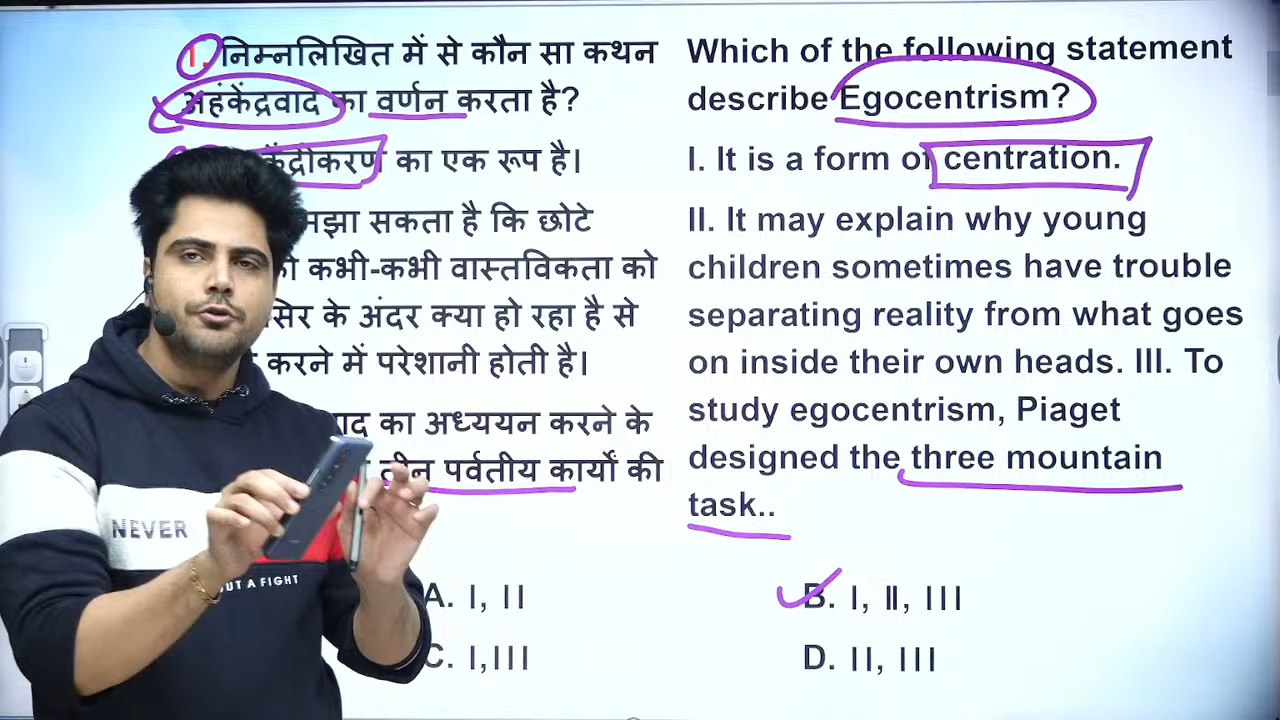 1. निम्नलिखित में से कौन सा कथन
अहंकेंद्रवाद का वर्णन करता है?
केंद्रीकरण का एक रूप है।
सकता है कि छोटे
कभी-कभी वास्तविकता को
सिर के अंदर क्या हो रहा है से
करने में परेशानी होती है।
का अध्ययन करने के
तीन पर्वतीय कार्यों की
Which of the following statement
describe Egocentrism?
I. It is a form of centration.
II. It may explain why young
children sometimes have trouble
separating reality from what goes
on inside their own heads. III. To
study egocentrism, Piaget
designed the three mountain
task..
A. I, II
B. I, II, III
C. I,III
D. II, III
NEVER
OUT A FIGHT